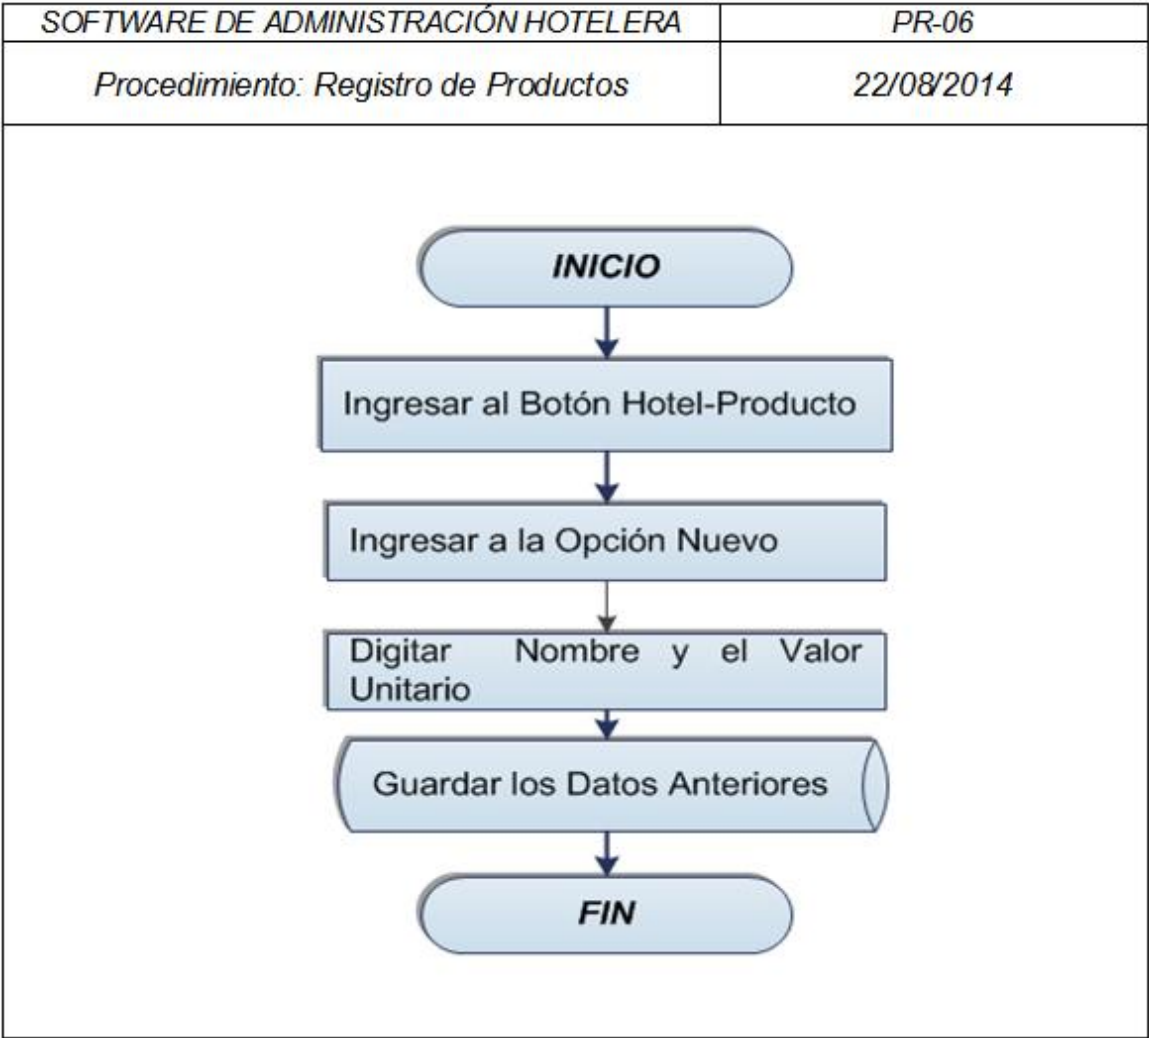 SOFTWARE DE ADMINISTRACIÓN HOTELERA
PR-06
Procedimiento: Registro de Productos
22/08/2014
INICIO
Ingresar al Botón Hotel-Producto
Ingresar a la Opción Nuevo
Digitar Nombre y el Valor
Unitario
Guardar los Datos Anteriores
FIN